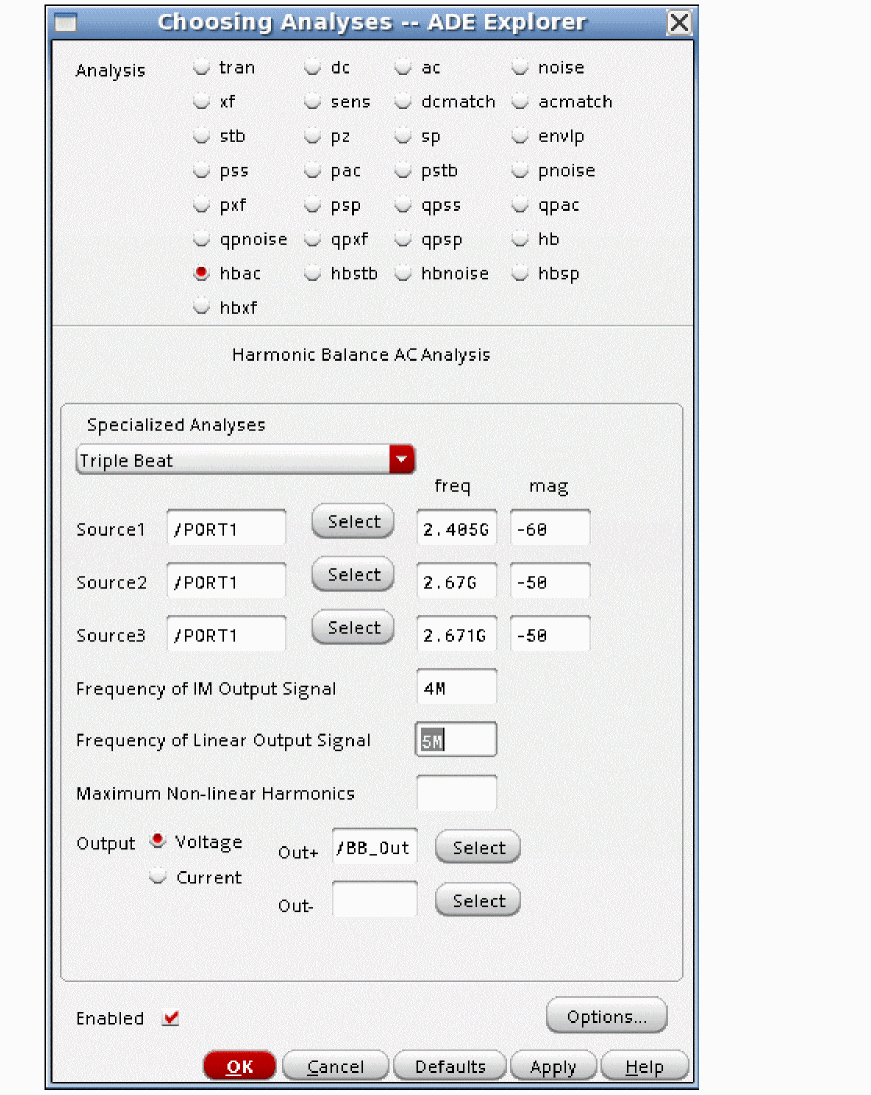 Choosing Analyses -- ADE Explorer
Analysis tran dc ac noise
xf sens dcmatch acmatch
stb pz sp envlp
pss pac pstb pnoise
pxf psp qpss qpac
qpnoise qpxf qpsp hb
hbac hbstb hbnoise hbsp
hbxf
Harmonic Balance AC Analysis
Specialized Analyses
Triple Beat
freq mag
Source1 /PORT1 Select 2.405G -60
Source2 /PORT1 Select 2.67G -50
Source3 /PORT1 Select 2.671G -50
Frequency of IM Output Signal 4M
Frequency of Linear Output Signal 5M
Maximum Non-linear Harmonics
Output Voltage Out+ /BB_Out Select
Current
Out- Select
Enabled Options...
OK Cancel Defaults Apply Help